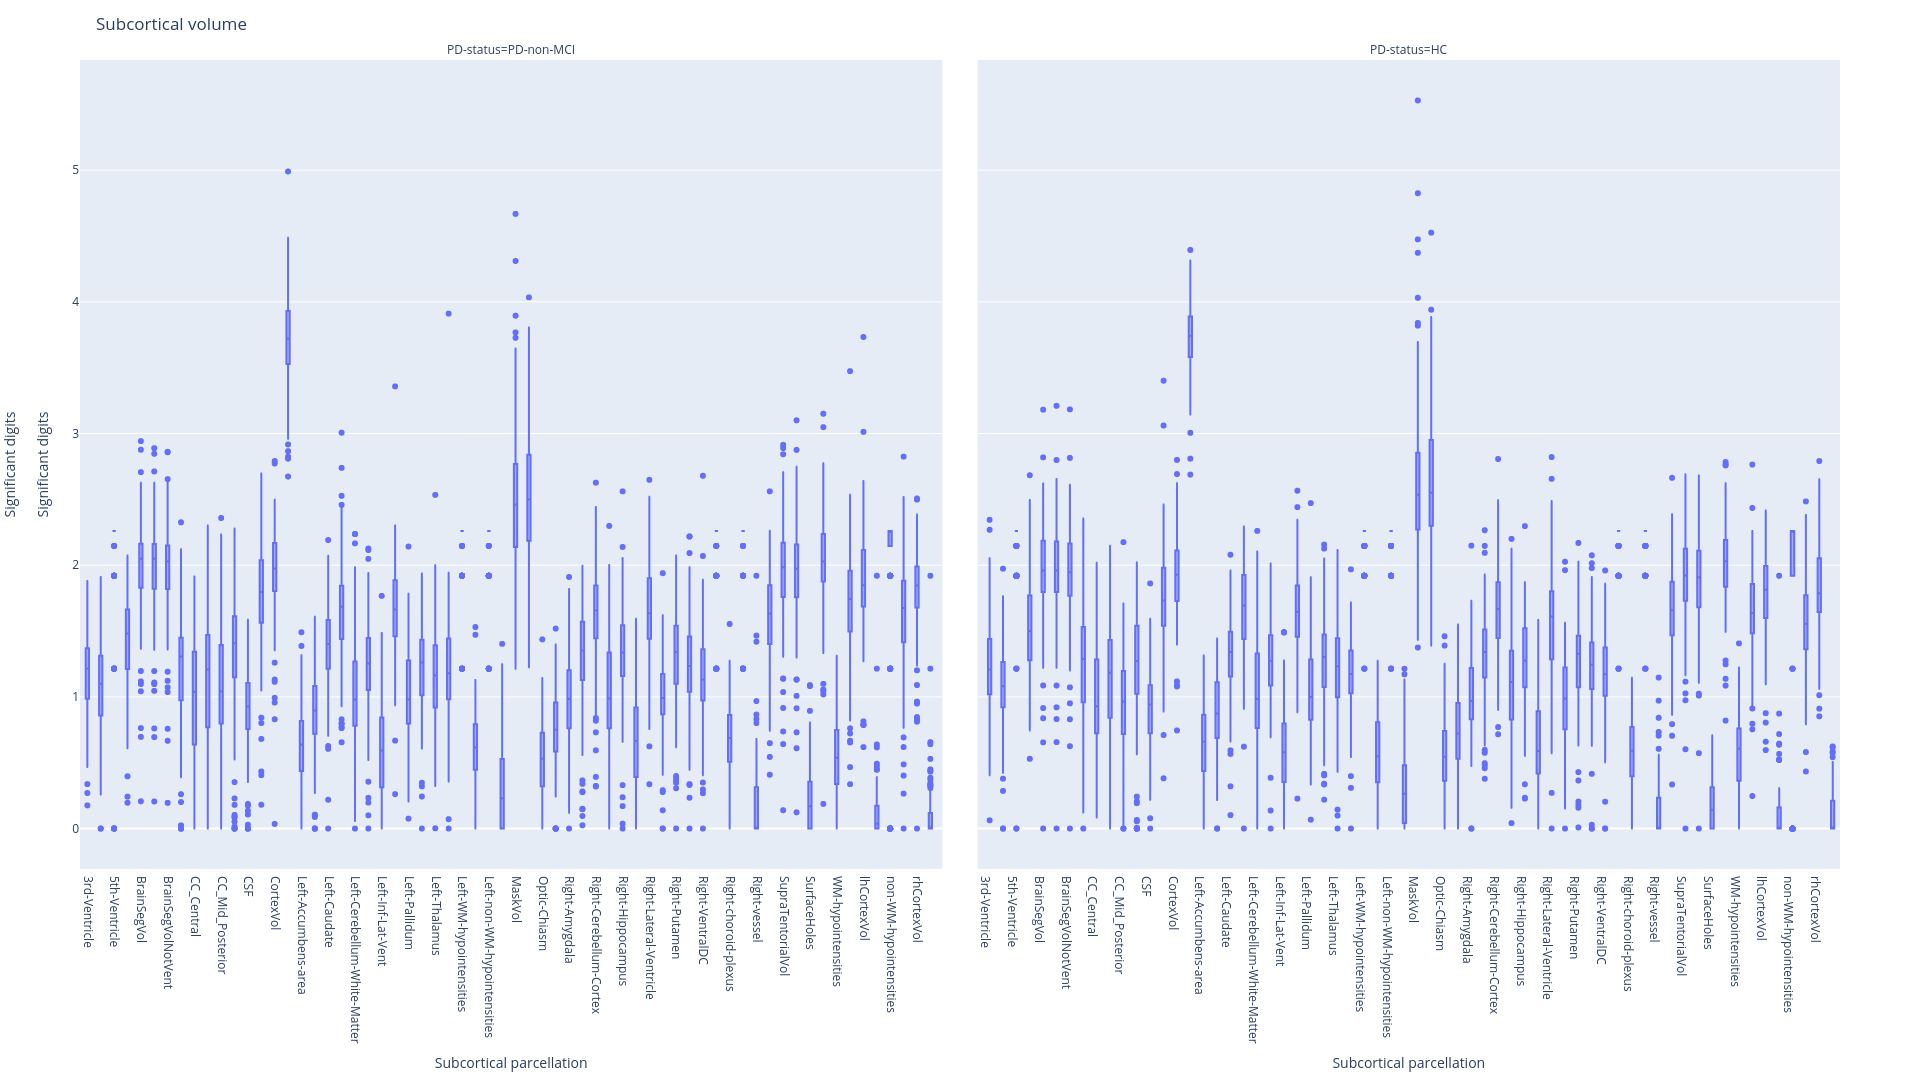 Subcortical volume
PD-status=PD-non-MCI
PD-status=HC
Significant digits
Significant digits
5
4
3
2
1
0
3rd-Ventricle
5th-Ventricle
BrainSegVol
BrainSegVolNotVent
CC_Central
CC_Mid_Posterior
CSF
CortexVol
Left-Accumbens-area
Left-Caudate
Left-Cerebellum-White-Matter
Left-Inf-Lat-Vent
Left-Pallidum
Left-Thalamus
Left-WM-hypointensities
Left-non-WM-hypointensities
MaskVol
Optic-Chiasm
Right-Amygdala
Right-Cerebellum-Cortex
Right-Hippocampus
Right-Lateral-Ventricle
Right-Putamen
Right-VentralDC
Right-choroid-plexus
Right-vessel
SupraTentorialVol
SurfaceHoles
WM-hypointensities
lhCortexVol
non-WM-hypointensities
rhCortexVol
3rd-Ventricle
5th-Ventricle
BrainSegVol
BrainSegVolNotVent
CC_Central
CC_Mid_Posterior
CSF
CortexVol
Left-Accumbens-area
Left-Caudate
Left-Cerebellum-White-Matter
Left-Inf-Lat-Vent
Left-Pallidum
Left-Thalamus
Left-WM-hypointensities
Left-non-WM-hypointensities
MaskVol
Optic-Chiasm
Right-Amygdala
Right-Cerebellum-Cortex
Right-Hippocampus
Right-Lateral-Ventricle
Right-Putamen
Right-VentralDC
Right-choroid-plexus
Right-vessel
SupraTentorialVol
SurfaceHoles
WM-hypointensities
lhCortexVol
non-WM-hypointensities
rhCortexVol
Subcortical parcellation
Subcortical parcellation